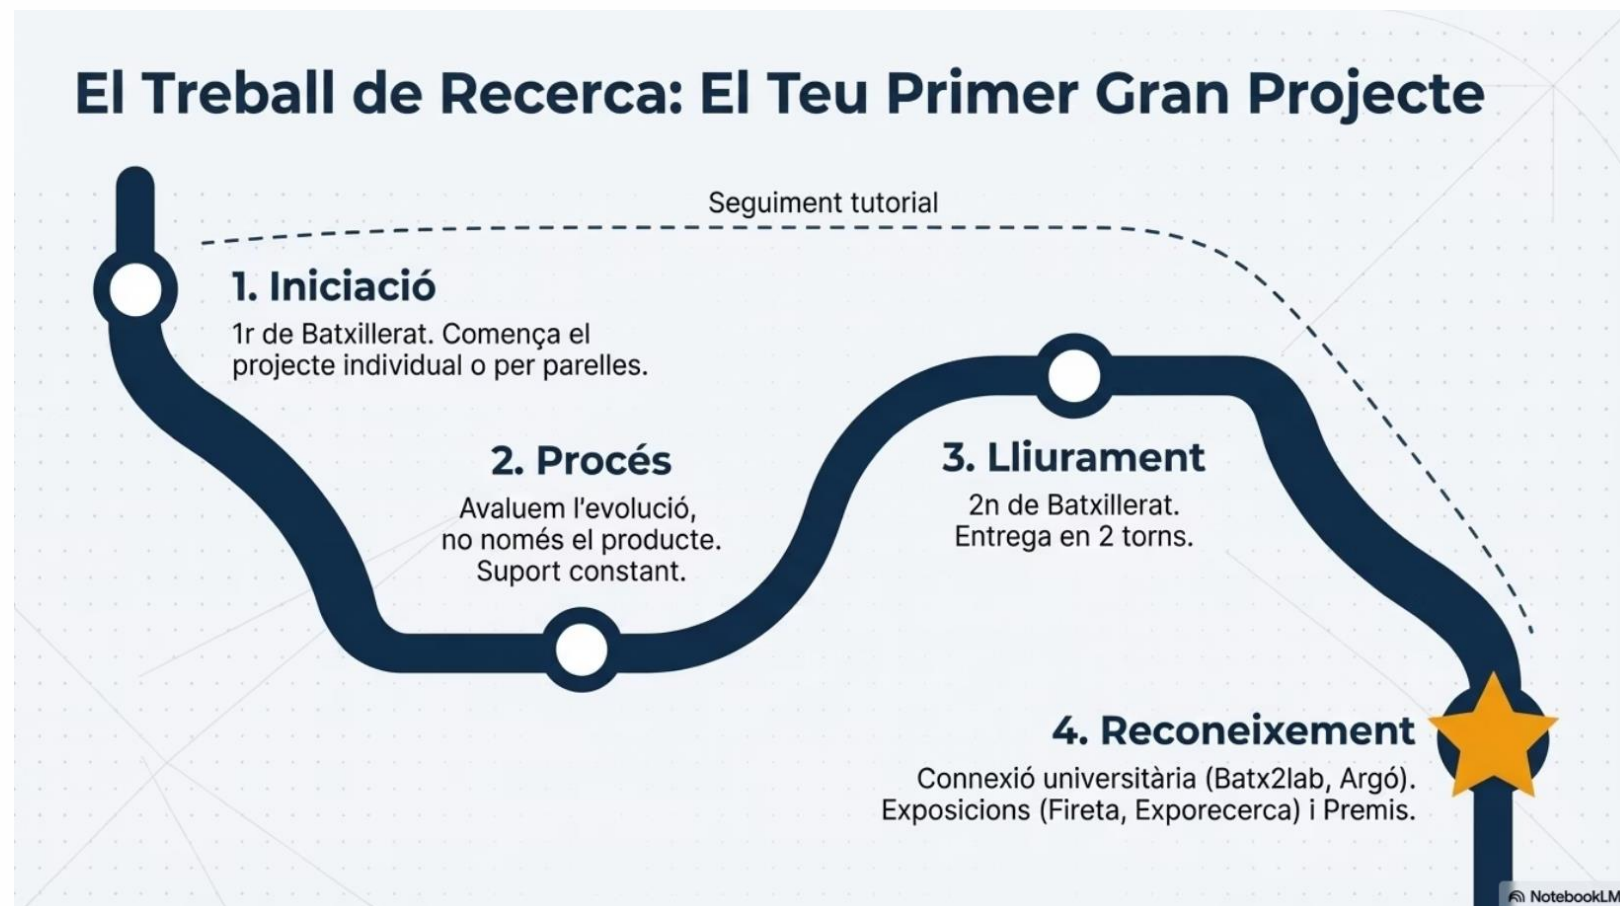 El Treball de Recerca: El Teu Primer Gran Projecte
Seguiment tutorial
1. Iniciació
1r de Batxillerat. Comença el
projecte individual o per parelles.
2. Procés
Avaluem l'evolució,
no només el producte.
Suport constant.
3. Lliurament
2n de Batxillerat.
Entrega en 2 torns.
4. Reconeixement
Connexió universitària (Batx2lab, Argó).
Exposicions (Fireta, Exporecerca) i Premis.
NotebookLM